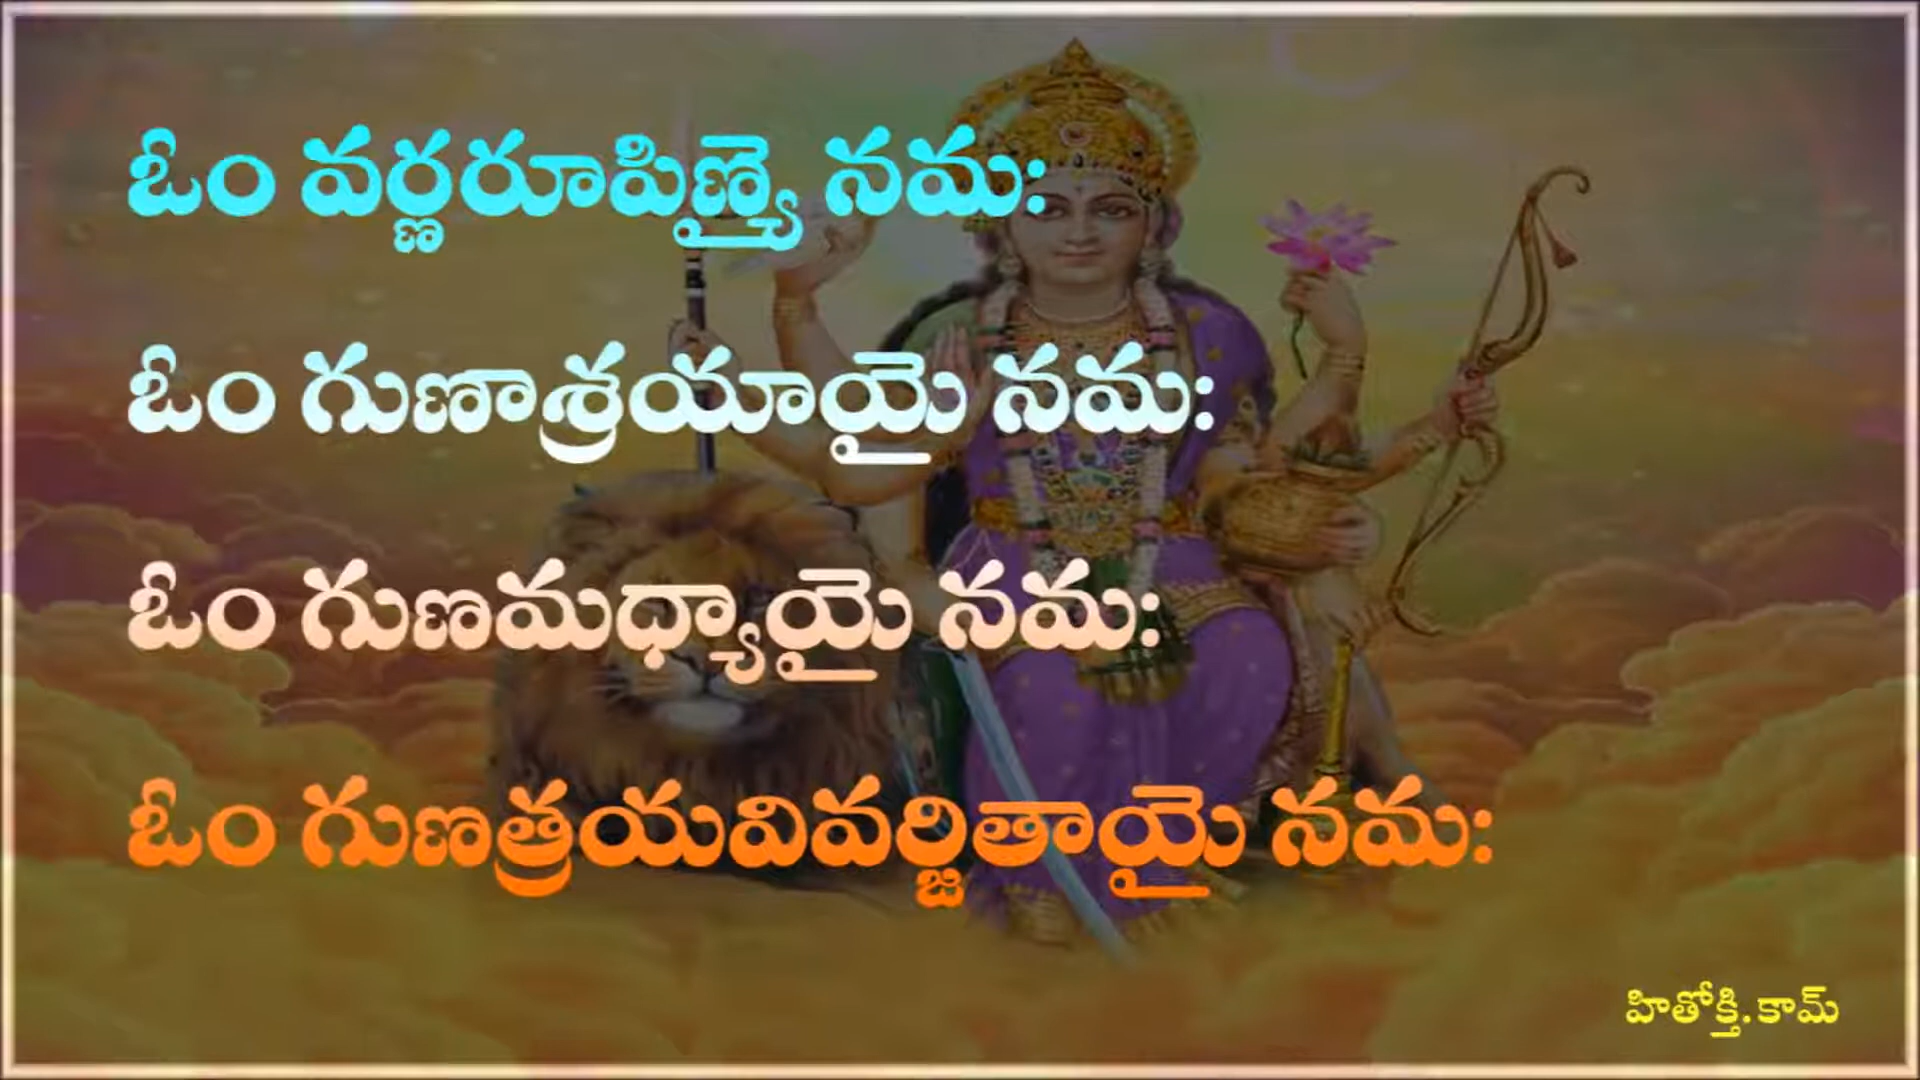 ఓం వర్ణరూపిణ్యై నమః
ఓం గుణాశ్రయాయై నమః
ఓం గుణమధ్యాయై నమః
ఓం గుణత్రయవివర్జితాయై నమః
హితోక్తి.కామ్